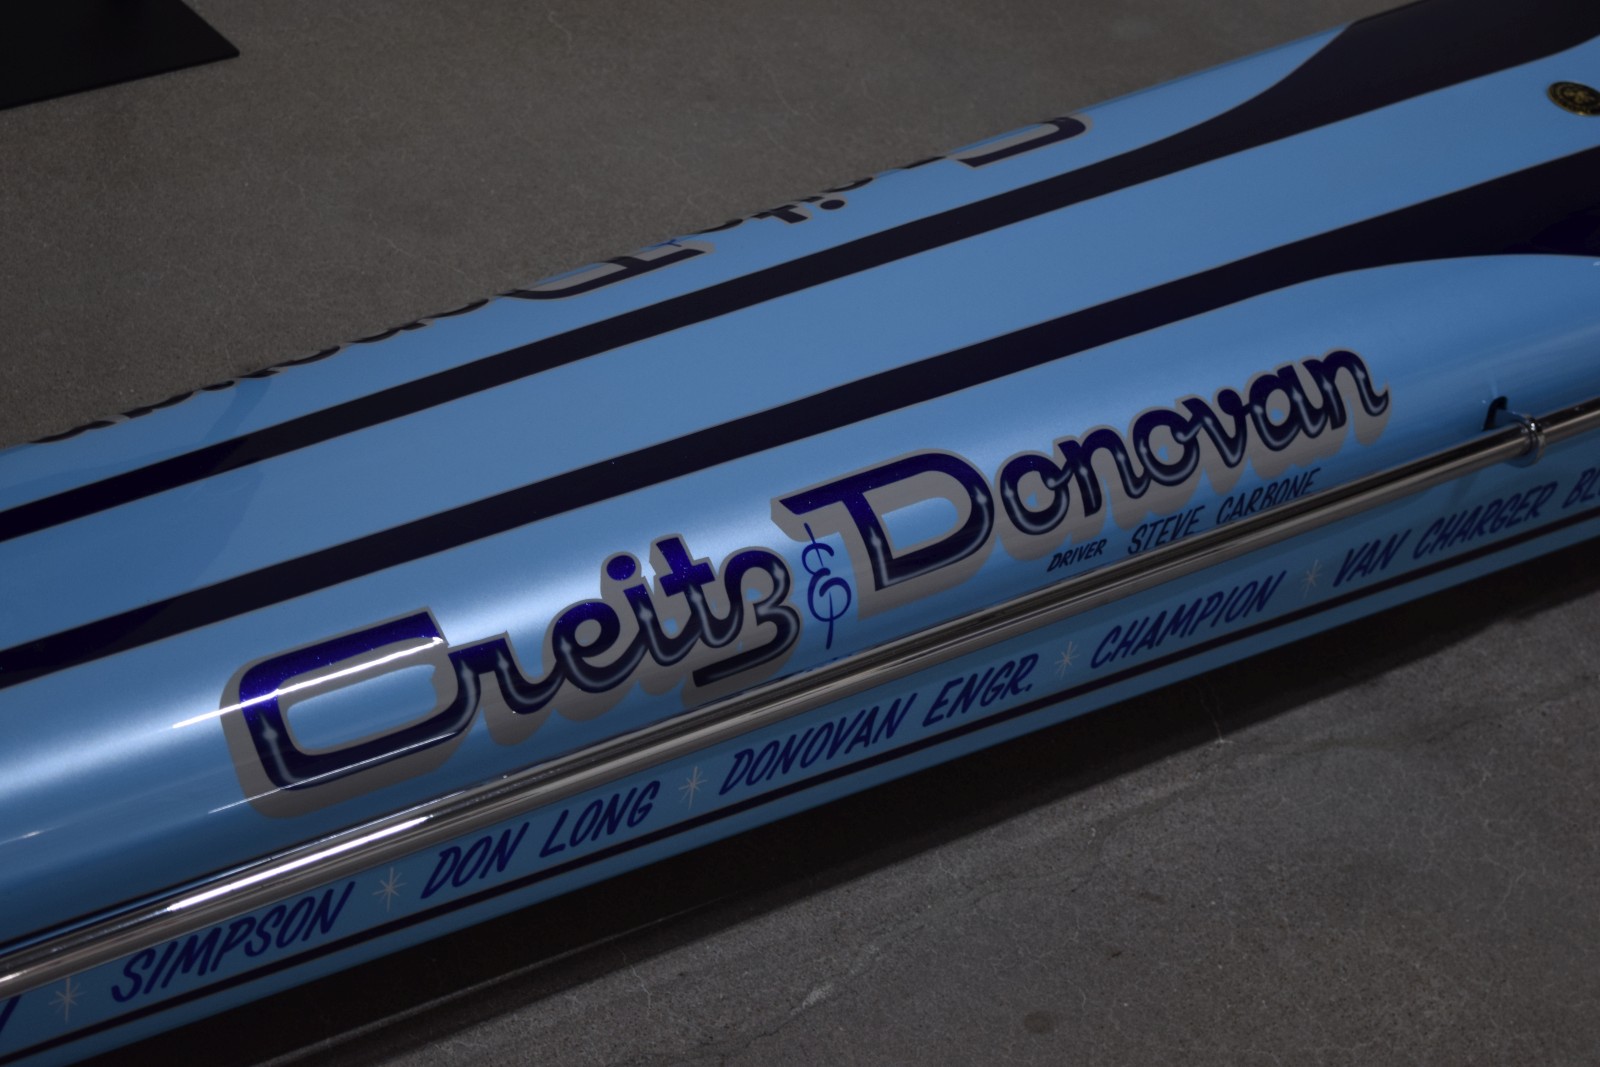 Creitz & Donovan
DRIVER STEVE CARBONE
SIMPSON * DON LONG * DONOVAN ENGR. * CHAMPION * VAN CHARGER